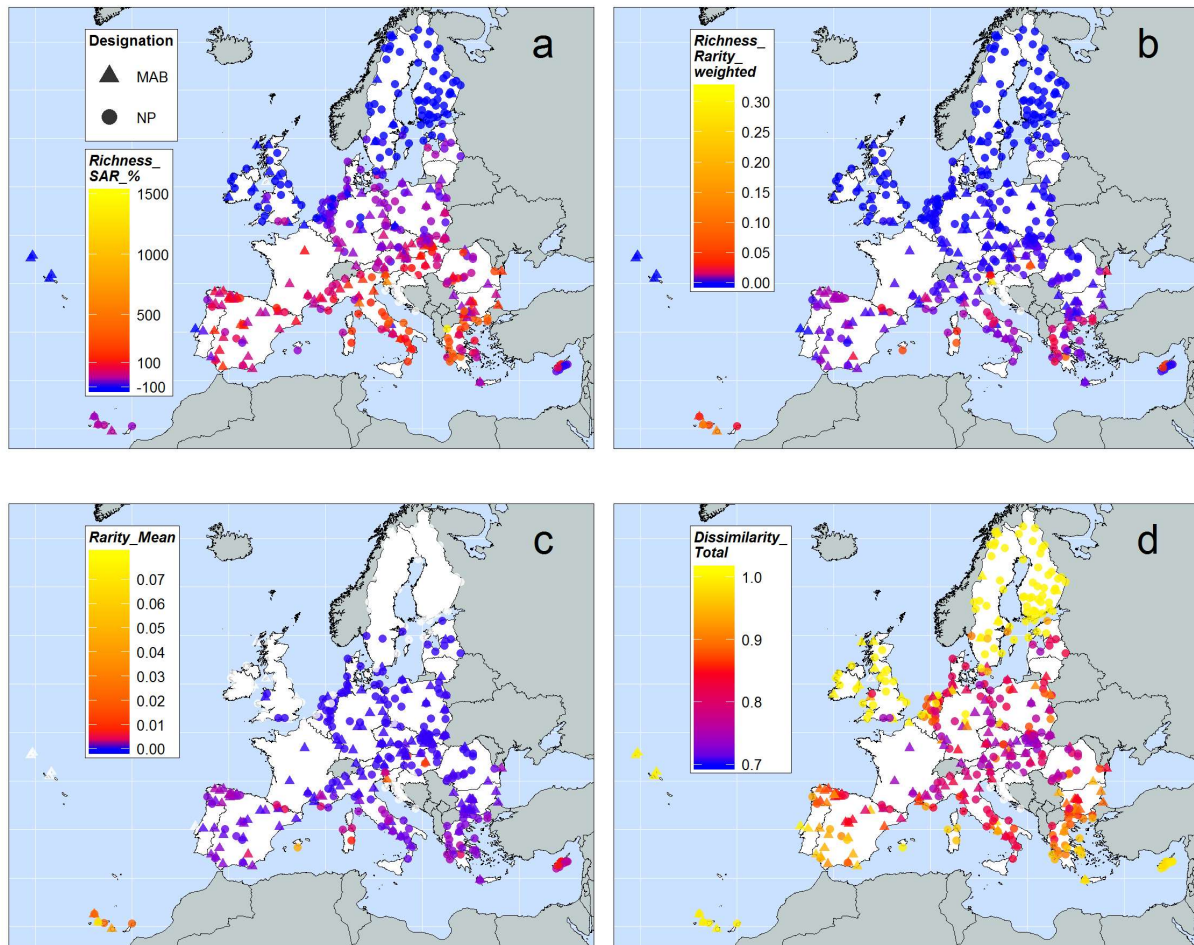 a
Designation
MAB
NP
Richness_
SAR_%
1500
1000
500
100
-100
b
Richness_
Rarity_
weighted
0.30
0.25
0.20
0.15
0.10
0.05
0.00
c
Rarity_Mean
0.07
0.06
0.05
0.04
0.03
0.02
0.01
0.00
d
Dissimilarity_
Total
1.0
0.9
0.8
0.7